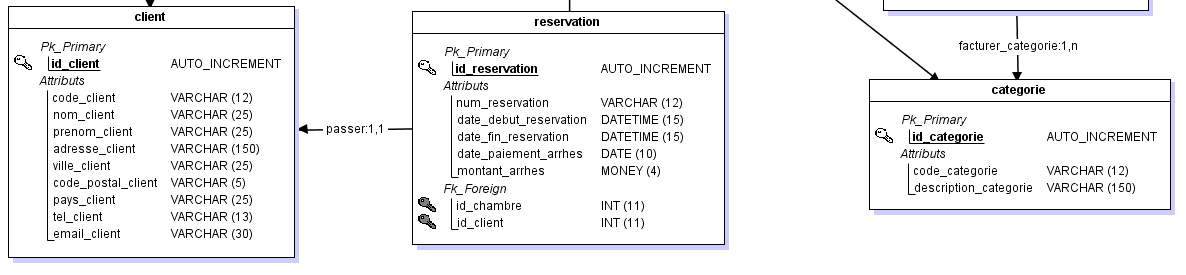 client
Pk_Primary
id_client AUTO_INCREMENT
Attributs
code_client VARCHAR (12)
nom_client VARCHAR (25)
prenom_client VARCHAR (25)
adresse_client VARCHAR (150)
ville_client VARCHAR (25)
code_postal_client VARCHAR (5)
pays_client VARCHAR (25)
tel_client VARCHAR (13)
email_client VARCHAR (30)
passer:1,1
reservation
Pk_Primary
id_reservation AUTO_INCREMENT
Attributs
num_reservation VARCHAR (12)
date_debut_reservation DATETIME (15)
date_fin_reservation DATETIME (15)
date_paiement_arrhes DATE (10)
montant_arrhes MONEY (4)
Fk_Foreign
id_chambre INT (11)
id_client INT (11)
facturer_categorie:1,n
categorie
Pk_Primary
id_categorie AUTO_INCREMENT
Attributs
code_categorie VARCHAR (12)
description_categorie VARCHAR (150)